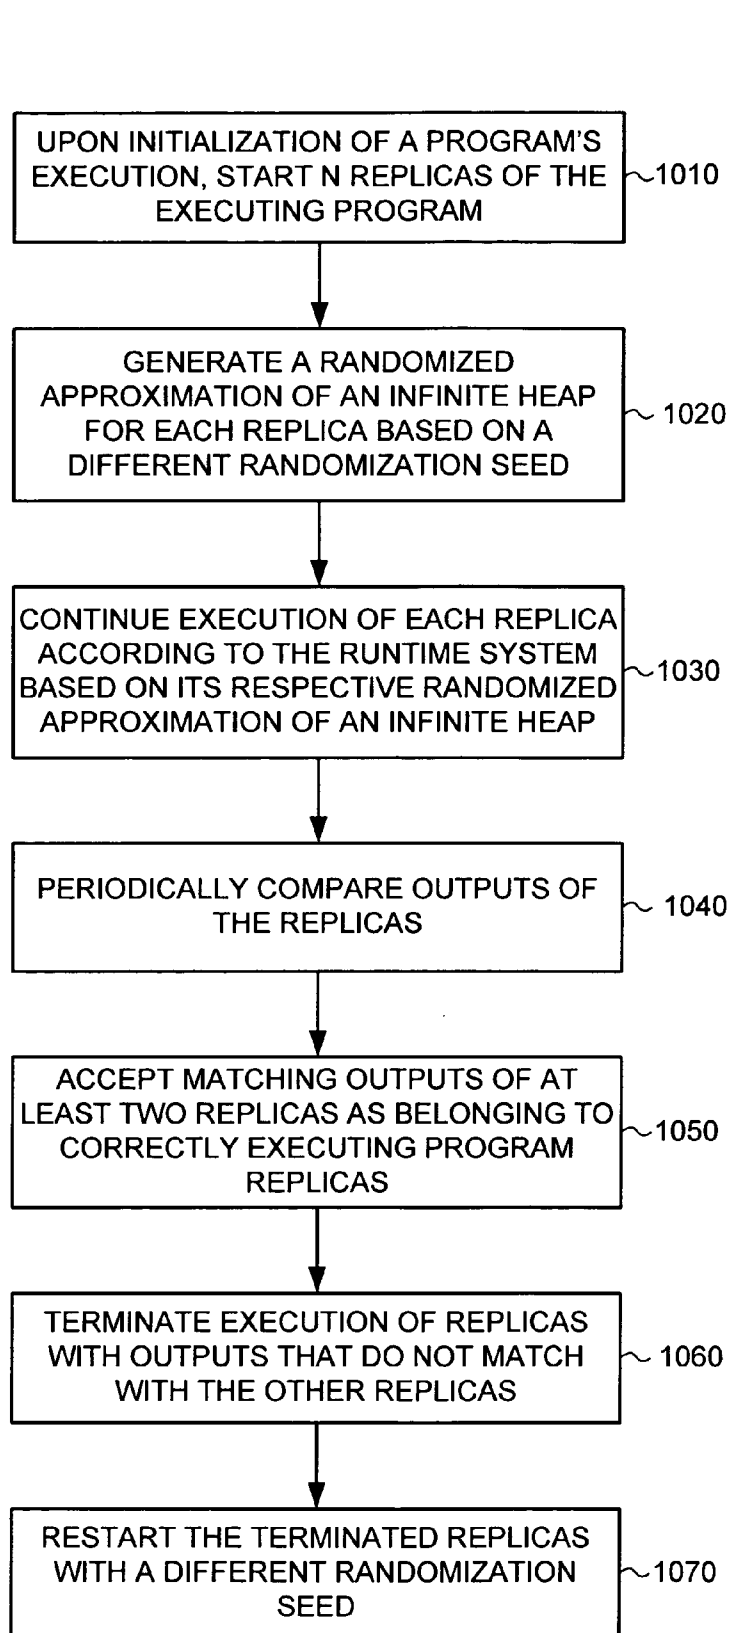 UPON INITIALIZATION OF A PROGRAM'S
EXECUTION, START N REPLICAS OF THE
EXECUTING PROGRAM
1010
GENERATE A RANDOMIZED
APPROXIMATION OF AN INFINITE HEAP
FOR EACH REPLICA BASED ON A
DIFFERENT RANDOMIZATION SEED
1020
CONTINUE EXECUTION OF EACH REPLICA
ACCORDING TO THE RUNTIME SYSTEM
BASED ON ITS RESPECTIVE RANDOMIZED
APPROXIMATION OF AN INFINITE HEAP
1030
PERIODICALLY COMPARE OUTPUTS OF
THE REPLICAS
1040
ACCEPT MATCHING OUTPUTS OF AT
LEAST TWO REPLICAS AS BELONGING TO
CORRECTLY EXECUTING PROGRAM
REPLICAS
1050
TERMINATE EXECUTION OF REPLICAS
WITH OUTPUTS THAT DO NOT MATCH
WITH THE OTHER REPLICAS
1060
RESTART THE TERMINATED REPLICAS
WITH A DIFFERENT RANDOMIZATION
SEED
1070